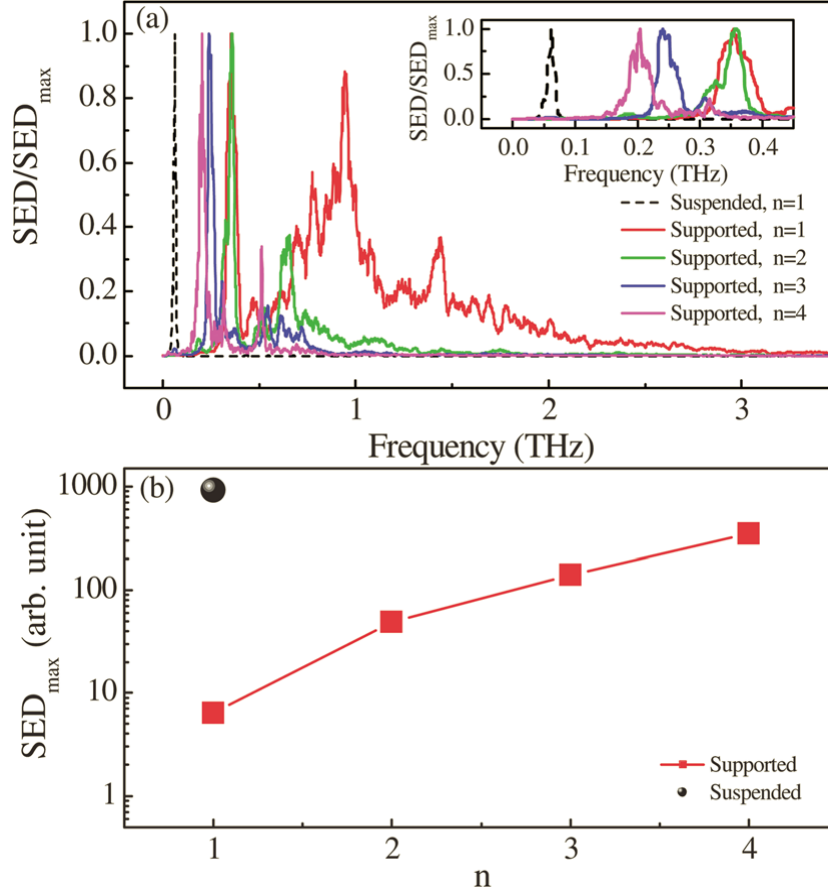 (a)
1.0
0.8
0.6
0.4
0.2
0.0
SED/SED_max
0 1 2 3
Frequency (THz)
1.0
0.5
0.0
SED/SED_max
0.0 0.1 0.2 0.3 0.4
Frequency (THz)
Suspended, n=1
Supported, n=1
Supported, n=2
Supported, n=3
Supported, n=4
(b)
1000
100
10
1
SED_max (arb. unit)
Supported
Suspended
1 2 3 4
n